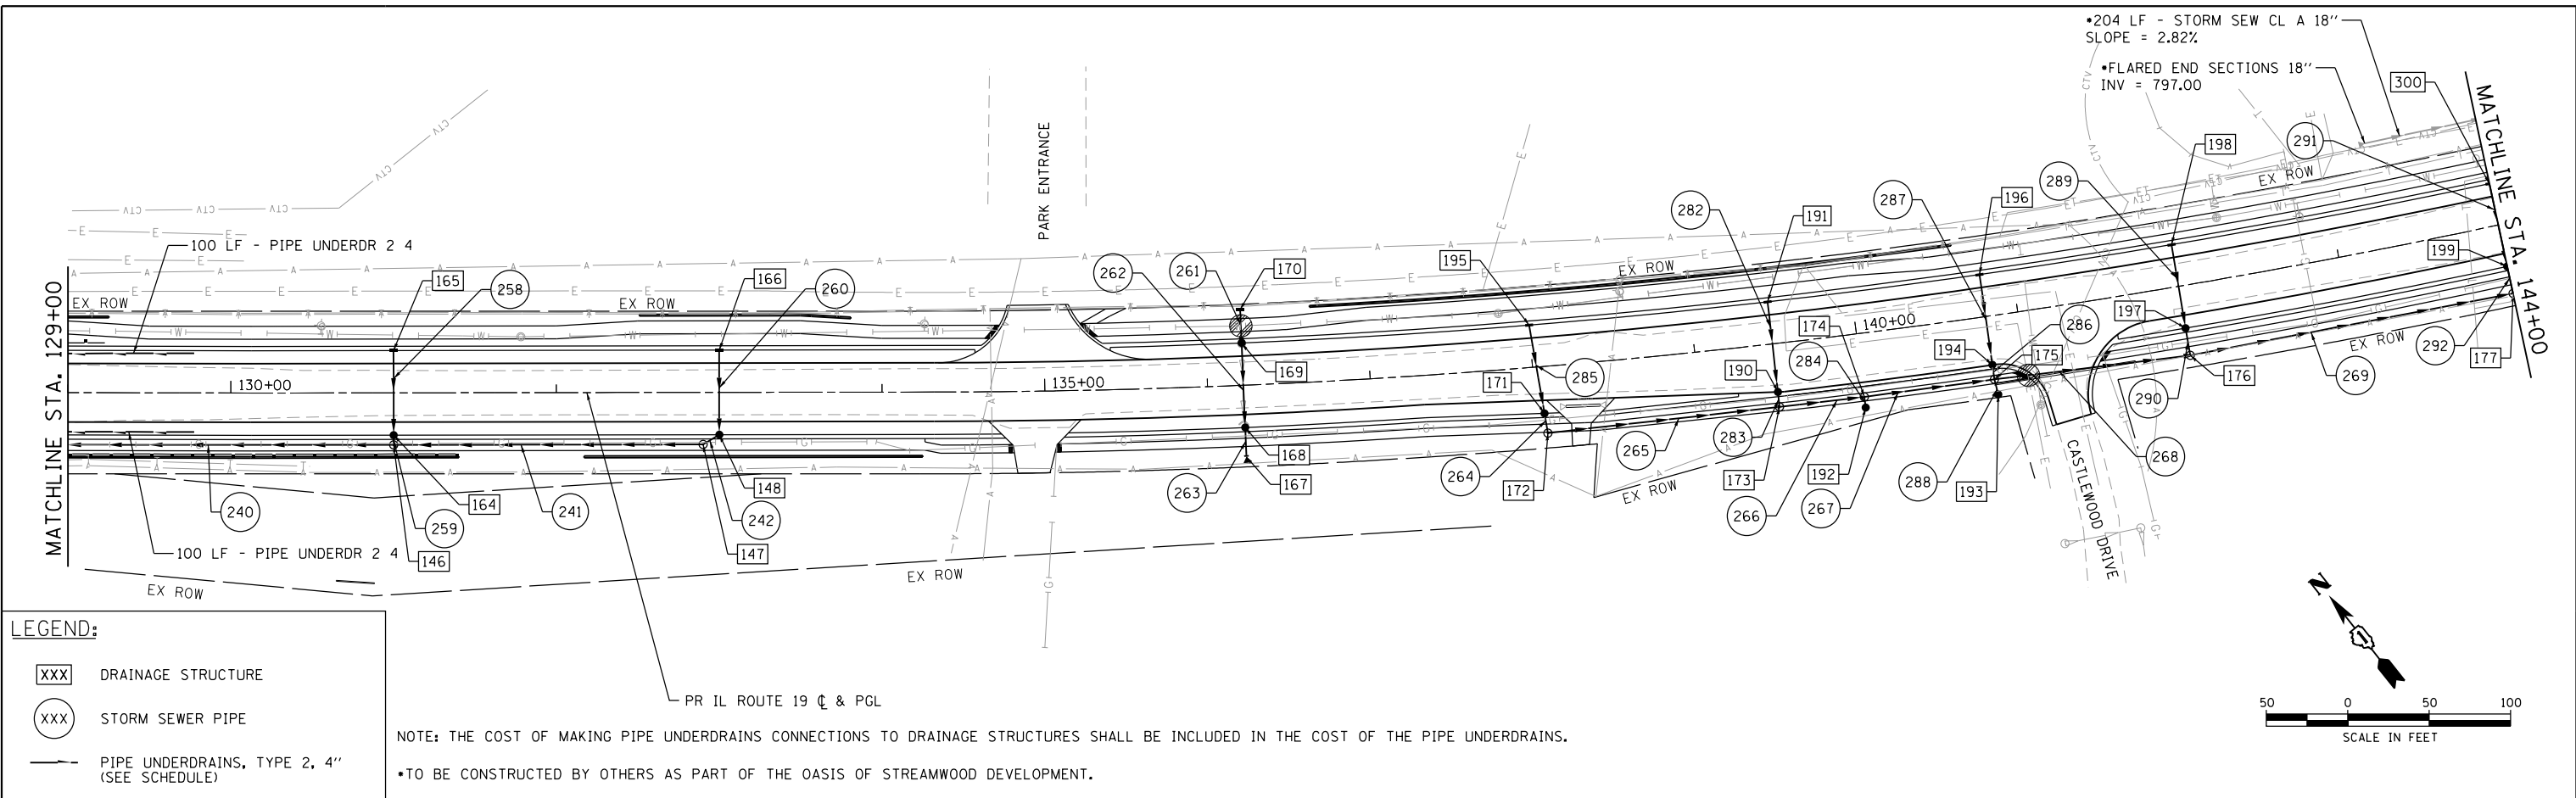 *204 LF - STORM SEW CL A 18"
SLOPE = 2.82%
*FLARED END SECTIONS 18"
INV = 797.00
300
MATCHLINE STA. 144+00
291
198
289
EX ROW
196
287
191
282
PARK ENTRANCE
EX ROW
195
170
261
262
199
100 LF - PIPE UNDERDR 2 4
165
258
166
260
MATCHLINE STA. 129+00
EX ROW
EX ROW
197
286
140+00
174
284
194
175
130+00
135+00
169
171
285
190
EX ROW
292
177
269
176
290
268
CASTLEWOOD DRIVE
193
288
267
192
266
173
283
265
EX ROW
172
264
168
167
263
148
242
147
164
241
259
146
240
100 LF - PIPE UNDERDR 2 4
EX ROW
EX ROW
N
PR IL ROUTE 19 ℄ & PGL
50 0 50 100
SCALE IN FEET
LEGEND:
XXX DRAINAGE STRUCTURE
XXX STORM SEWER PIPE
PIPE UNDERDRAINS, TYPE 2, 4"
(SEE SCHEDULE)
NOTE: THE COST OF MAKING PIPE UNDERDRAINS CONNECTIONS TO DRAINAGE STRUCTURES SHALL BE INCLUDED IN THE COST OF THE PIPE UNDERDRAINS.
*TO BE CONSTRUCTED BY OTHERS AS PART OF THE OASIS OF STREAMWOOD DEVELOPMENT.